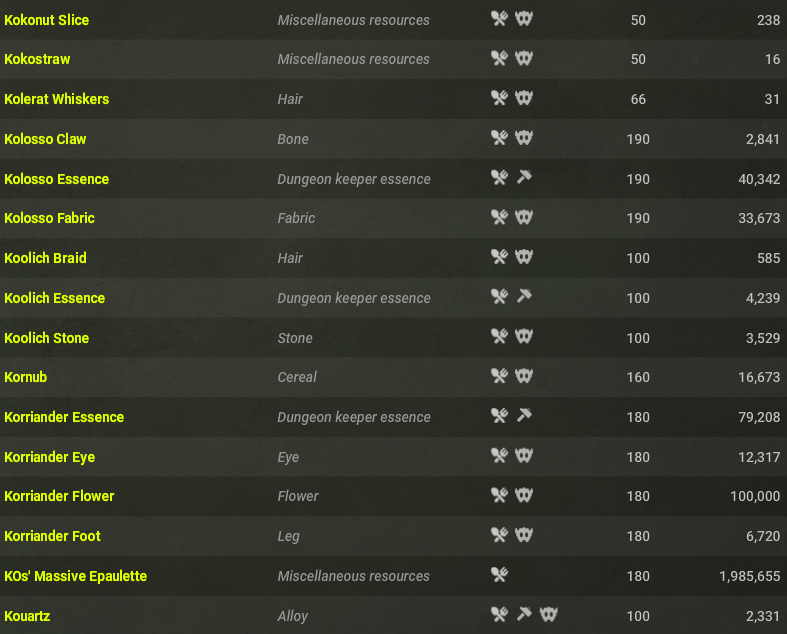 Kokonut Slice Miscellaneous resources 50 238
Kokostraw Miscellaneous resources 50 16
Kolerat Whiskers Hair 66 31
Kolosso Claw Bone 190 2,841
Kolosso Essence Dungeon keeper essence 190 40,342
Kolosso Fabric Fabric 190 33,673
Koolich Braid Hair 100 585
Koolich Essence Dungeon keeper essence 100 4,239
Koolich Stone Stone 100 3,529
Kornub Cereal 160 16,673
Korriander Essence Dungeon keeper essence 180 79,208
Korriander Eye Eye 180 12,317
Korriander Flower Flower 180 100,000
Korriander Foot Leg 180 6,720
KOs' Massive Epaulette Miscellaneous resources 180 1,985,655
Kouartz Alloy 100 2,331